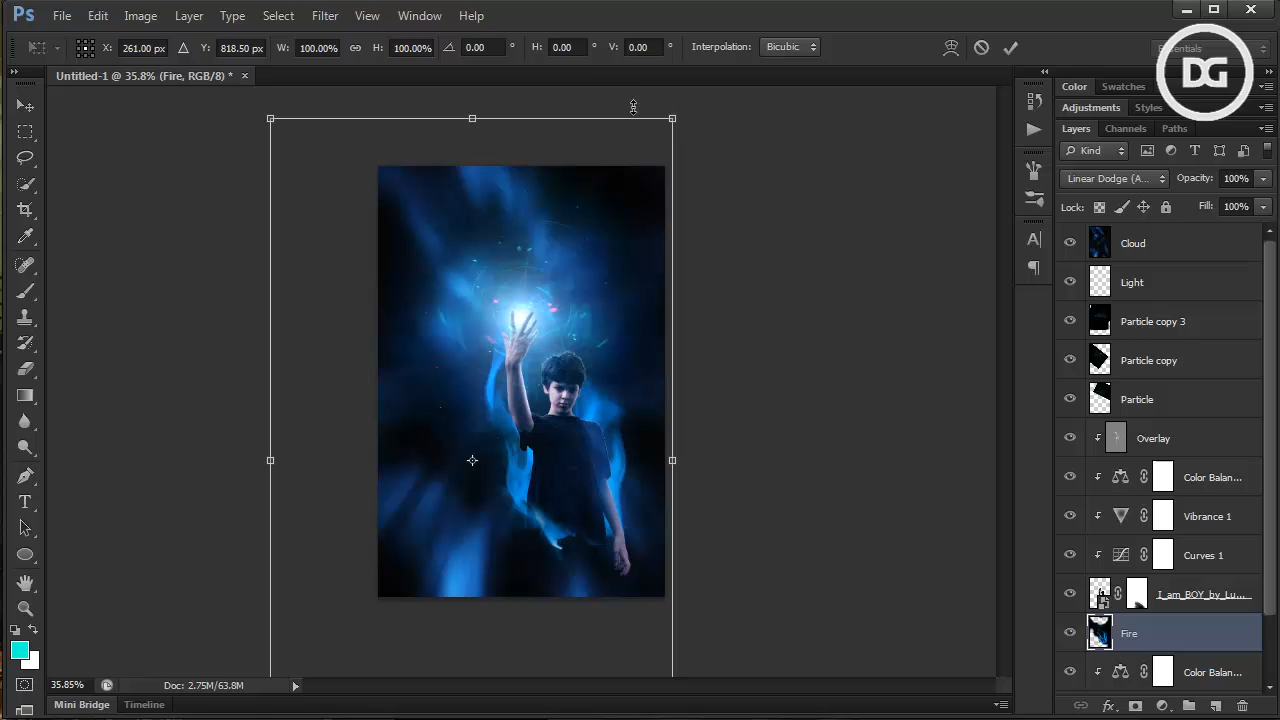 Ps File Edit Image Layer Type Select Filter View Window Help
X: 261.00 px Y: 818.50 px W: 100.00% H: 100.00% 0.00 ° H: 0.00 ° V: 0.00 ° Interpolation: Bicubic Essentials
DG
Untitled-1 @ 35.8% (Fire, RGB/8) * ×
Color Swatches
Adjustments Styles
Layers Channels Paths
Kind
Linear Dodge (A... Opacity: 100%
Lock: Fill: 100%
Cloud
Light
Particle copy 3
Particle copy
Particle
Overlay
Color Balan...
Vibrance 1
Curves 1
I_am_BOY_by_Lu...
Fire
Color Balan...
35.85% Doc: 2.75M/63.8M
Mini Bridge Timeline